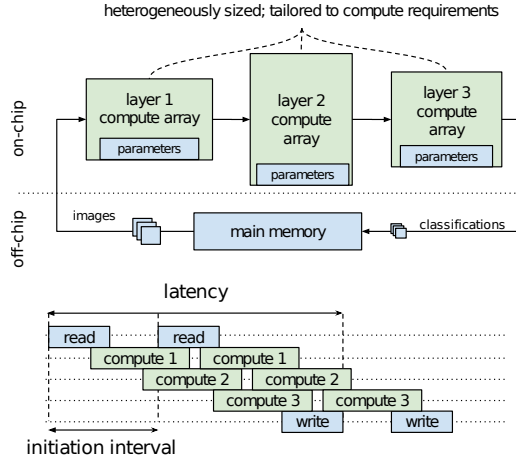 heterogeneously sized; tailored to compute requirements
on-chip
layer 1
compute array
parameters
layer 2
compute
array
parameters
layer 3
compute
array
parameters
off-chip
images
main memory
classifications
latency
read
read
compute 1
compute 1
compute 2
compute 2
compute 3
compute 3
write
write
initiation interval